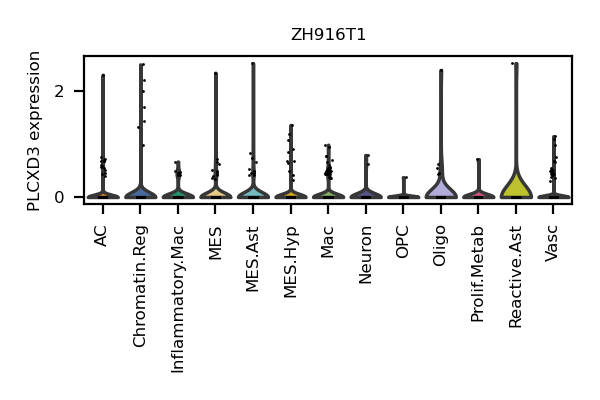 ZH916T1
PLCXD3 expression
2
0
AC
Chromatin.Reg
Inflammatory.Mac
MES
MES.Ast
MES.Hyp
Mac
Neuron
OPC
Oligo
Prolif.Metab
Reactive.Ast
Vasc